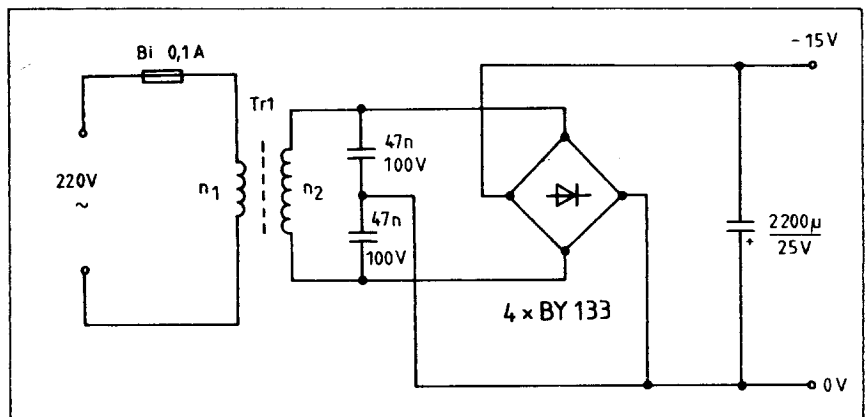 Bi 0,1A
-15V
Tr1
47n
100V
220V
~
n1
n2
47n
100V
2200µ
25V
+
4 × BY 133
0V